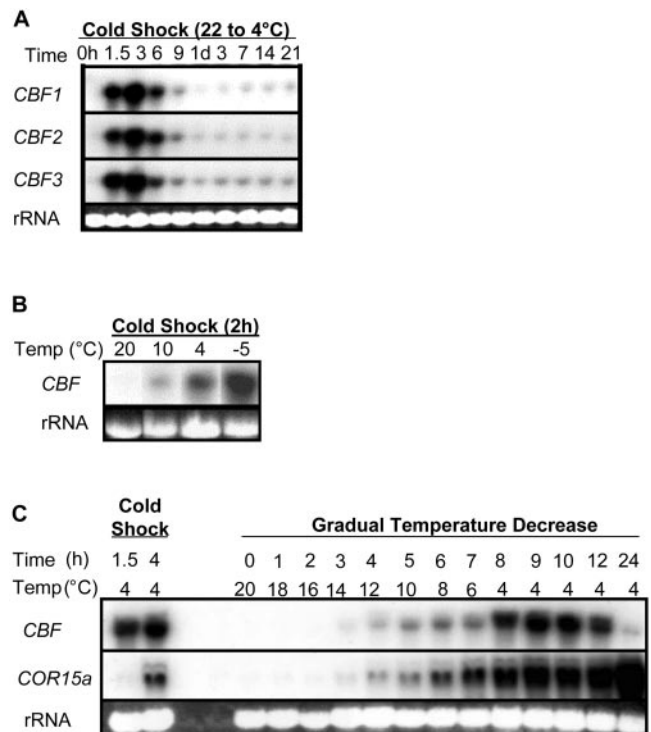 A
Cold Shock (22 to 4°C)
Time 0h 1.5 3 6 9 1d 3 7 14 21
CBF1
CBF2
CBF3
rRNA
B
Cold Shock (2h)
Temp (°C) 20 10 4 -5
CBF
rRNA
C
Cold Shock
Gradual Temperature Decrease
Time (h) 1.5 4 0 1 2 3 4 5 6 7 8 9 10 12 24
Temp(°C) 4 4 20 18 16 14 12 10 8 6 4 4 4 4 4
CBF
COR15a
rRNA